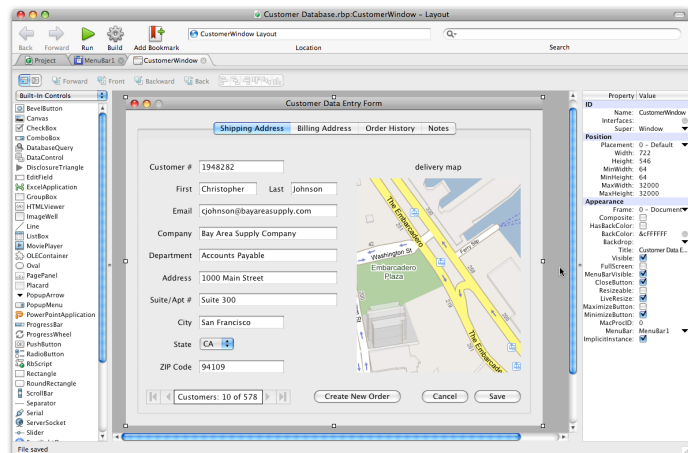 Customer Database.rbp:CustomerWindow – Layout
CustomerWindow Layout
Back Forward Run Build Add Bookmark Location Search
Project MenuBar1 CustomerWindow
Forward Front Backward Back
Built-In Controls
BevelButton
Canvas
CheckBox
ComboBox
DatabaseQuery
DataControl
DisclosureTriangle
EditField
ExcelApplication
GroupBox
HTMLViewer
ImageWell
Line
ListBox
MoviePlayer
OLEContainer
Oval
PagePanel
Placard
PopupArrow
PopupMenu
PowerPointApplication
ProgressBar
ProgressWheel
PushButton
RadioButton
RbScript
Rectangle
RoundRectangle
ScrollBar
Separator
Serial
ServerSocket
Slider
File saved
Customer Data Entry Form
Shipping Address Billing Address Order History Notes
Customer # 1948282
First Christopher Last Johnson
Email cjohnson@bayareasupply.com
Company Bay Area Supply Company
Department Accounts Payable
Address 1000 Main Street
Suite/Apt # Suite 300
City San Francisco
State CA
ZIP Code 94109
Customers: 10 of 578
Create New Order Cancel Save
delivery map
The Embarcadero
Ferry Stn
Washington St
Embarcadero
Plaza
The Embarcadero
Property Value
ID
Name: CustomerWindow
Interfaces:
Super: Window
Position
Placement: 0 – Default
Width: 722
Height: 546
MinWidth: 64
MinHeight: 64
MaxWidth: 32000
MaxHeight: 32000
Appearance
Frame: 0 – Document
Composite:
HasBackColor:
BackColor: &cFFFFFF
Backdrop:
Title: Customer Data E...
Visible:
FullScreen:
MenuBarVisible:
CloseButton:
Resizeable:
LiveResize:
MaximizeButton:
MinimizeButton:
MacProcID: 0
MenuBar: MenuBar1
ImplicitInstance: